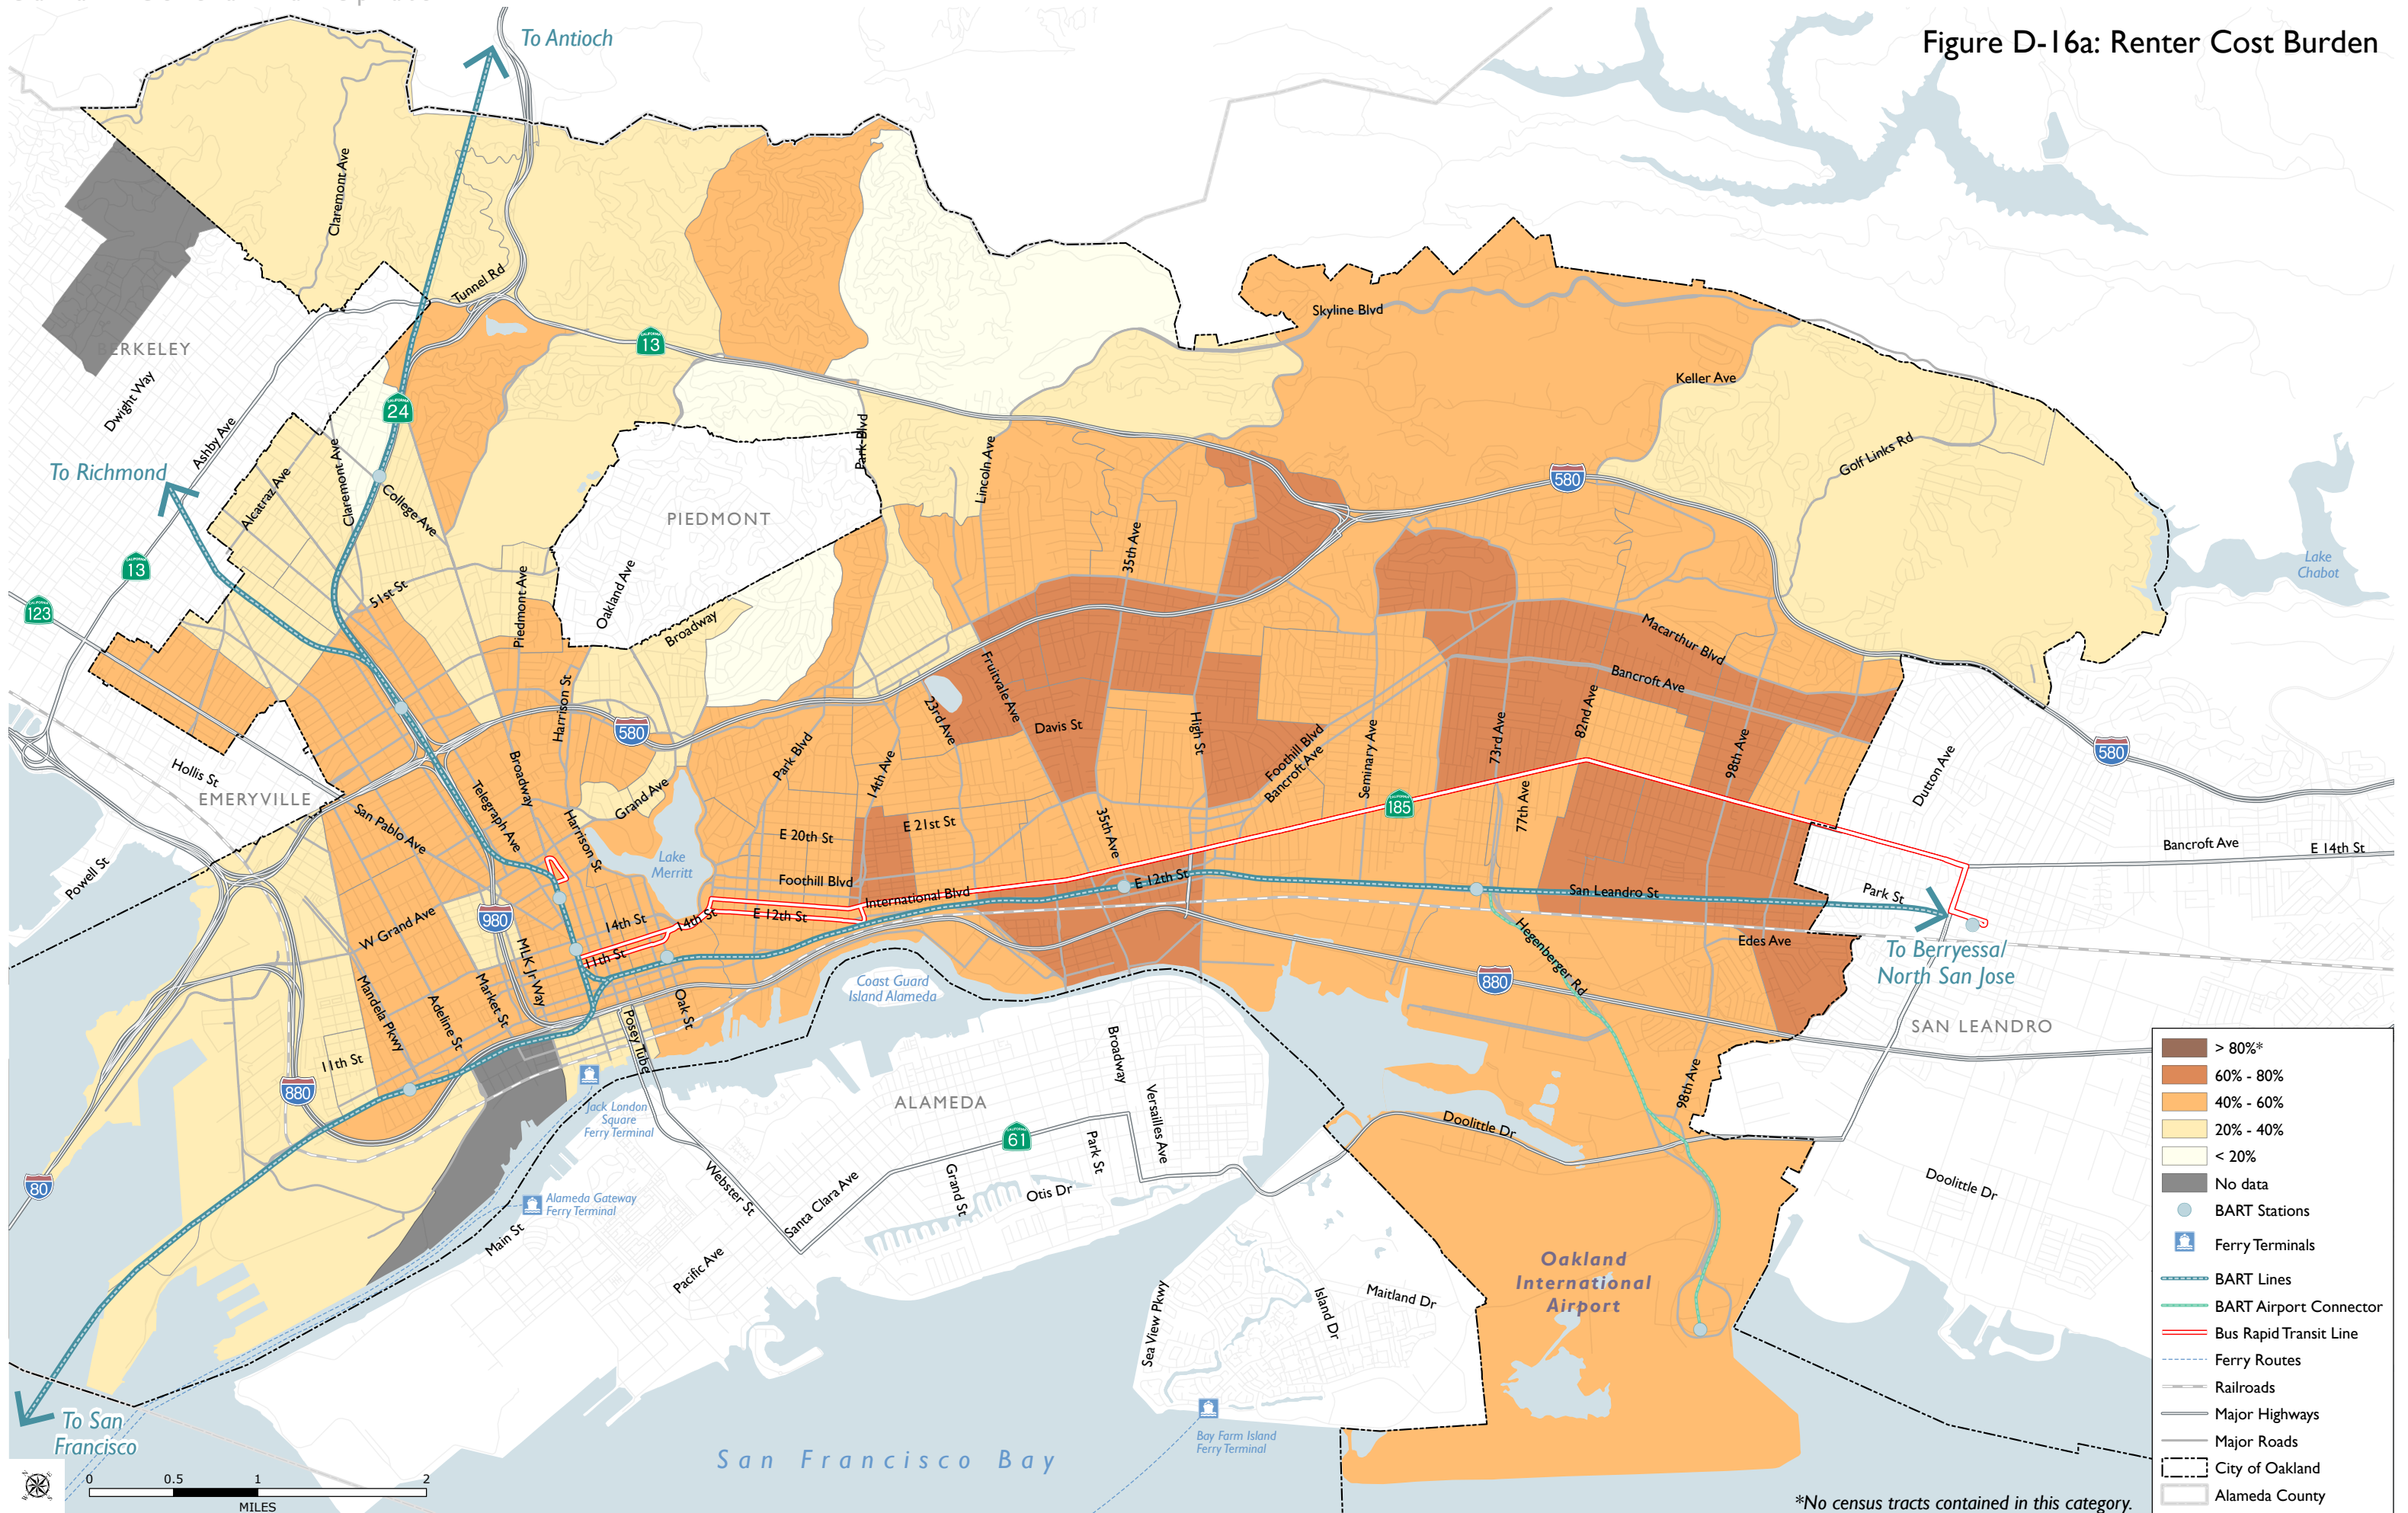 Figure D-16a: Renter Cost Burden
To Antioch
Claremont Ave
Tunnel Rd
13
BERKELEY
Dwight Way
Ashby Ave
24
To Richmond
Alcatraz Ave
Claremont Ave
College Ave
13
123
51st St
Piedmont Ave
PIEDMONT
Oakland Ave
Broadway
Park Blvd
Lincoln Ave
35th Ave
Skyline Blvd
Keller Ave
580
Golf Links Rd
Lake
Chabot
Macarthur Blvd
Bancroft Ave
Fruitvale Ave
23rd Ave
Davis St
High St
Foothill Blvd
Bancroft Ave
Seminary Ave
73rd Ave
82nd Ave
98th Ave
77th Ave
185
Dutton Ave
580
Bancroft Ave
E 14th St
Hollis St
EMERYVILLE
Powell St
San Pablo Ave
Telegraph Ave
Broadway
Harrison St
580
Harrison St
Grand Ave
Park Blvd
14th Ave
Lake
Merritt
E 20th St
E 21st St
35th Ave
Foothill Blvd
International Blvd
E 12th St
E 12th St
San Leandro St
Park St
To Berryessal
North San Jose
Edes Ave
Hegenberger Rd
880
SAN LEANDRO
W Grand Ave
980
14th St
14th St
11th St
MLK Jr Way
Market St
Adeline St
Mandela Pkwy
11th St
880
Oak St
Posey Tube
Coast Guard
Island Alameda
80
Jack London
Square
Ferry Terminal
ALAMEDA
Broadway
Versailles Ave
61
Park St
Grand St
Otis Dr
Santa Clara Ave
Webster St
Alameda Gateway
Ferry Terminal
Main St
Pacific Ave
Doolittle Dr
98th Ave
Doolittle Dr
Oakland
International
Airport
Maitland Dr
Island Dr
Sea View Pkwy
Bay Farm Island
Ferry Terminal
San Francisco Bay
To San
Francisco
0 0.5 1 2
MILES
> 80%*
60% - 80%
40% - 60%
20% - 40%
< 20%
No data
BART Stations
Ferry Terminals
BART Lines
BART Airport Connector
Bus Rapid Transit Line
Ferry Routes
Railroads
Major Highways
Major Roads
City of Oakland
Alameda County
*No census tracts contained in this category.